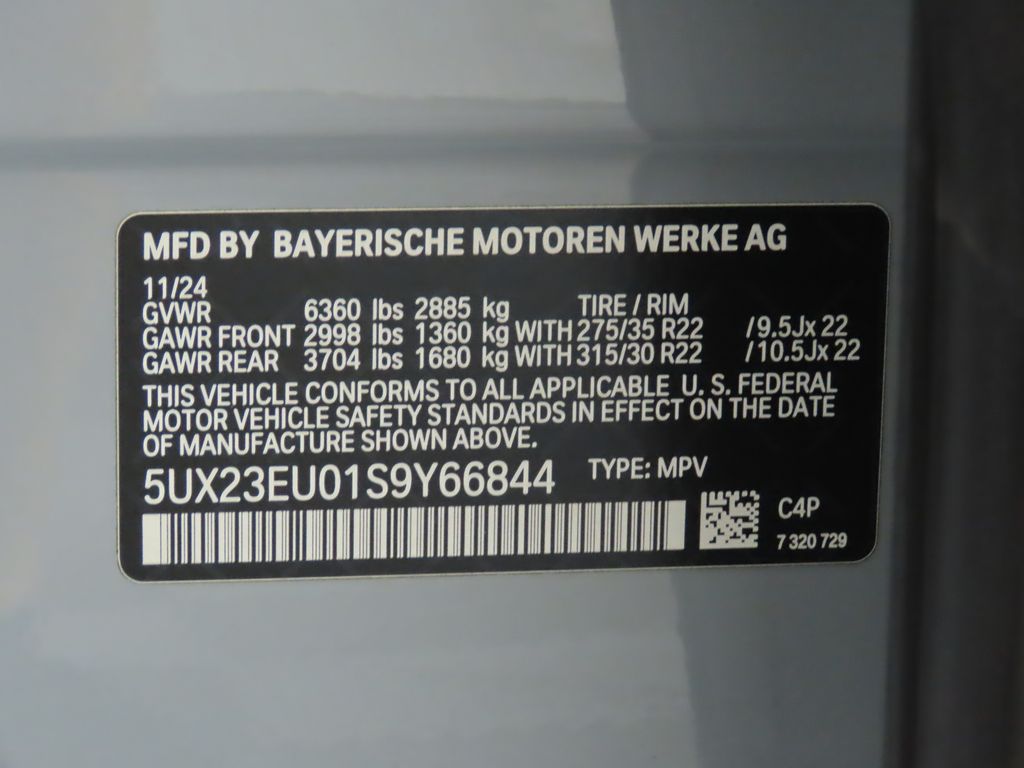 MFD BY BAYERISCHE MOTOREN WERKE AG
11/24
GVWR 6360 lbs 2885 kg TIRE / RIM
GAWR FRONT 2998 lbs 1360 kg WITH 275/35 R22 /9.5Jx 22
GAWR REAR 3704 lbs 1680 kg WITH 315/30 R22 /10.5Jx 22
THIS VEHICLE CONFORMS TO ALL APPLICABLE U. S. FEDERAL
MOTOR VEHICLE SAFETY STANDARDS IN EFFECT ON THE DATE
OF MANUFACTURE SHOWN ABOVE.
5UX23EU01S9Y66844 TYPE: MPV
C4P
7 320 729